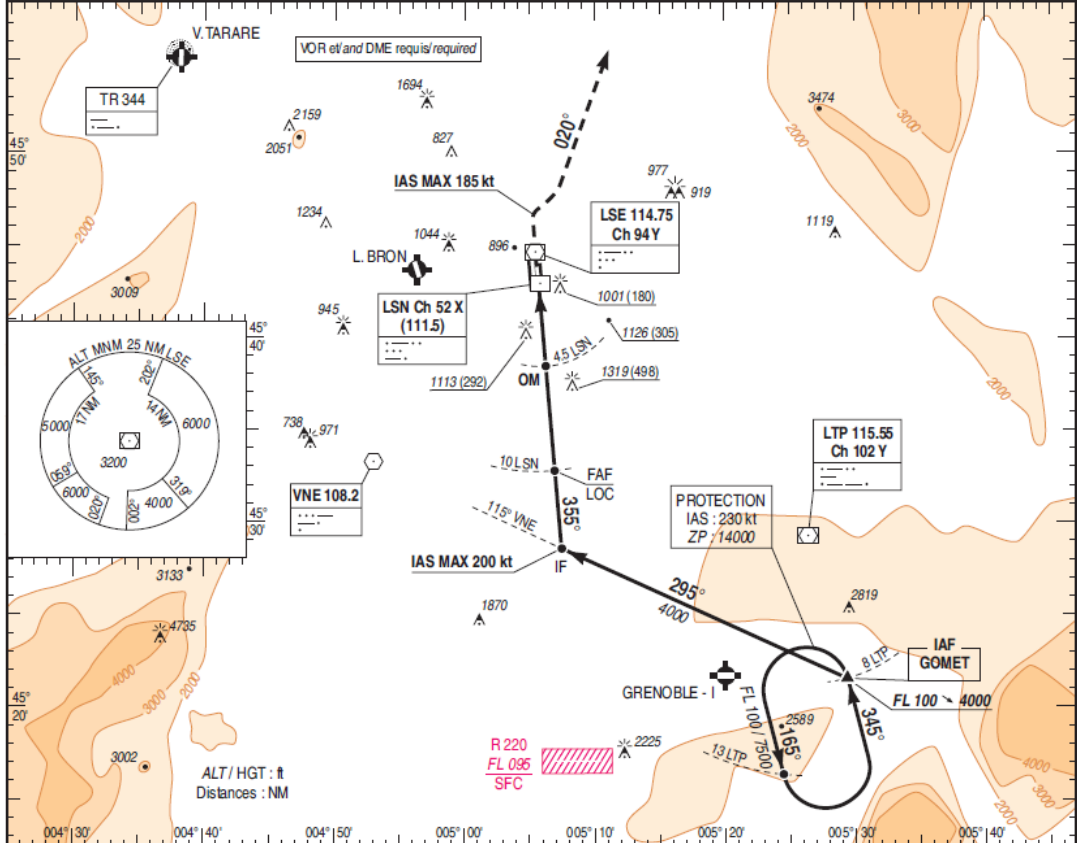 V. TARARE
VOR et/and DME requis/required
TR 344
1694
2159
2051
827
020°
3474
2000
3000
4000
45°
50'
IAS MAX 185 kt
977
919
LSE 114.75
Ch 94 Y
1234
1044
896
1119
2000
L. BRON
3009
LSN Ch 52 X
(111.5)
1001 (180)
945
1126 (305)
45°
40'
4.5 LSN
OM
1319 (498)
1113 (292)
2000
ALT MNM 25 NM LSE
145°
202°
17 NM
14 NM
5000
6000
3200
059°
6000
020°
002°
4000
319°
738
971
LTP 115.55
Ch 102 Y
10 LSN
FAF
LOC
VNE 108.2
PROTECTION
IAS : 230 kt
ZP : 14000
355°
115° VNE
45°
30'
IAS MAX 200 kt
IF
3133
295°
4000
2819
1870
4735
4000
3000
2000
8 LTP
IAF
GOMET
GRENOBLE - I
FL 100 ↘ 4000
45°
20'
FL 100 / 7500
2589
165°
345°
R 220
FL 095
SFC
2225
13 LTP
2000
4000
3000
2000
3002
ALT / HGT : ft
Distances : NM
004° 30'
004° 40'
004° 50'
005° 00'
005° 10'
005° 20'
005° 30'
005° 40'